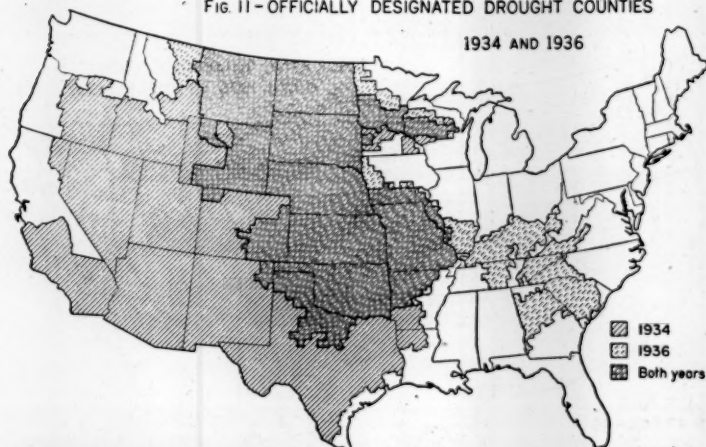 FIG. 11 - OFFICIALLY DESIGNATED DROUGHT COUNTIES
1934 AND 1936
1934
1936
Both years